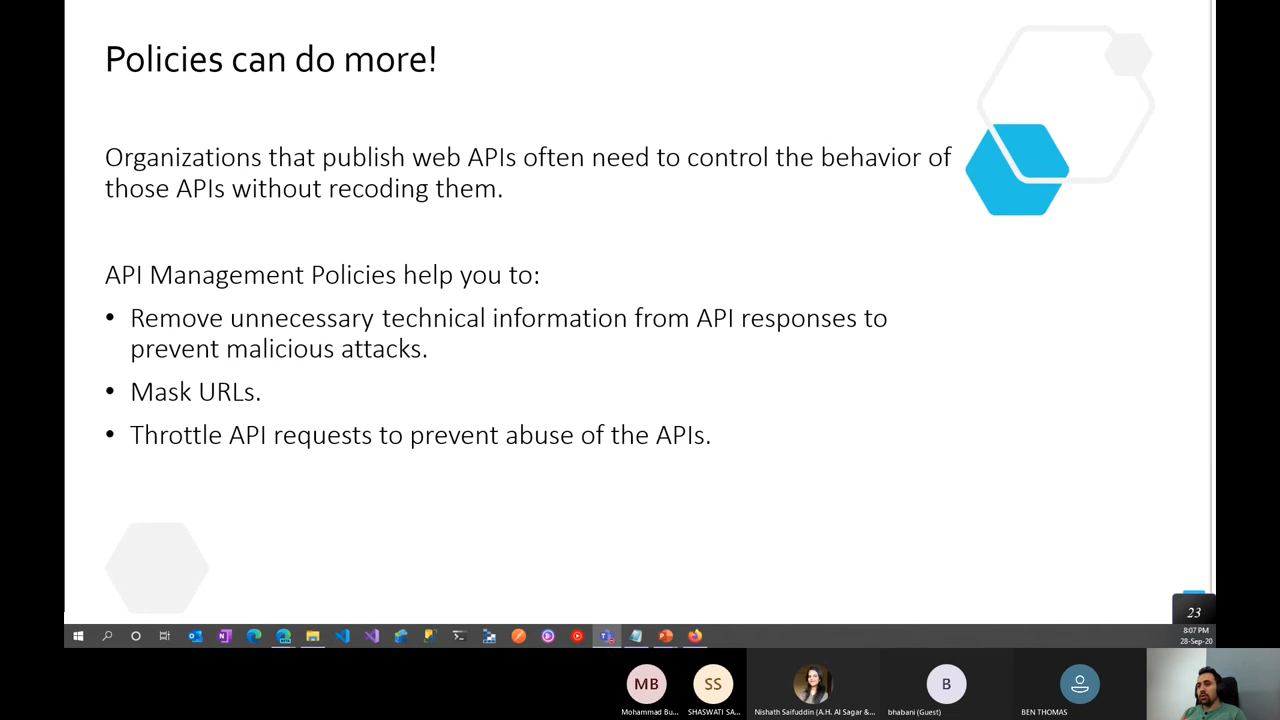 Policies can do more!
Organizations that publish web APIs often need to control the behavior of
those APIs without recoding them.
API Management Policies help you to:
• Remove unnecessary technical information from API responses to
prevent malicious attacks.
• Mask URLs.
• Throttle API requests to prevent abuse of the APIs.
23
8:07 PM
28-Sep-20
MB
SS
B
Mohammad Bu...
SHASWATI SA...
Nishath Saifuddin (A.H. Al Sagar &...
bhabani (Guest)
BEN THOMAS